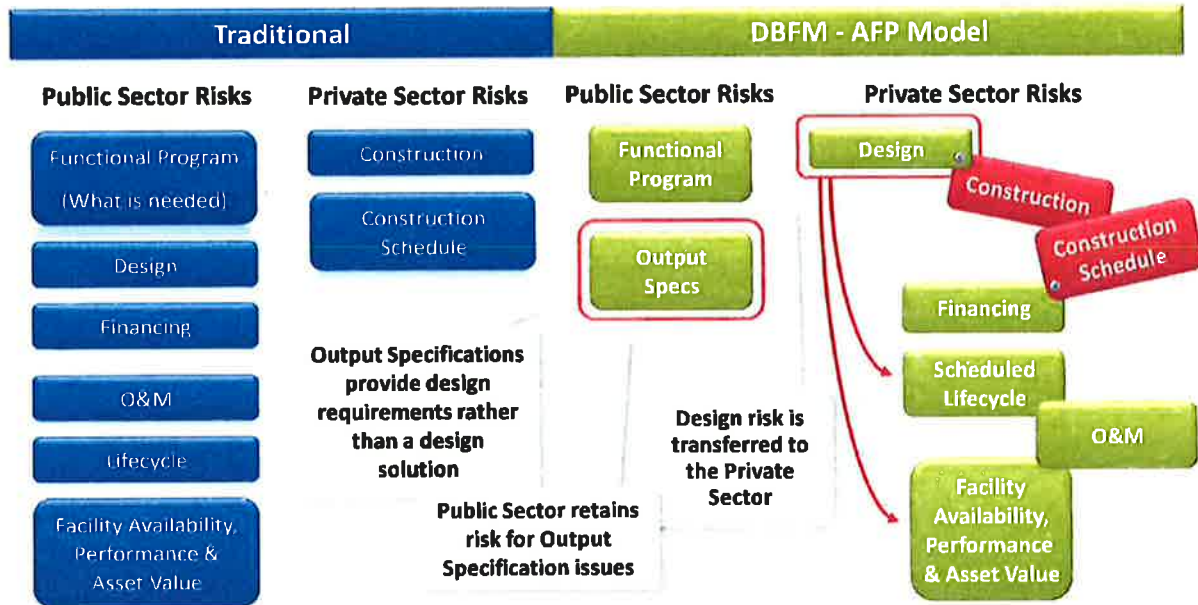 Traditional
DBFM - AFP Model
Public Sector Risks
Functional Program
(What is needed)
Design
Financing
O&M
Lifecycle
Facility Availability,
Performance &
Asset Value
Private Sector Risks
Construction
Construction
Schedule
Output Specifications
provide design
requirements rather
than a design
solution
Public Sector Risks
Functional
Program
Output
Specs
Public Sector retains
risk for Output
Specification issues
Design risk is
transferred to
the Private
Sector
Private Sector Risks
Design
Construction
Construction
Schedule
Financing
Scheduled
Lifecycle
O&M
Facility
Availability,
Performance
& Asset Value